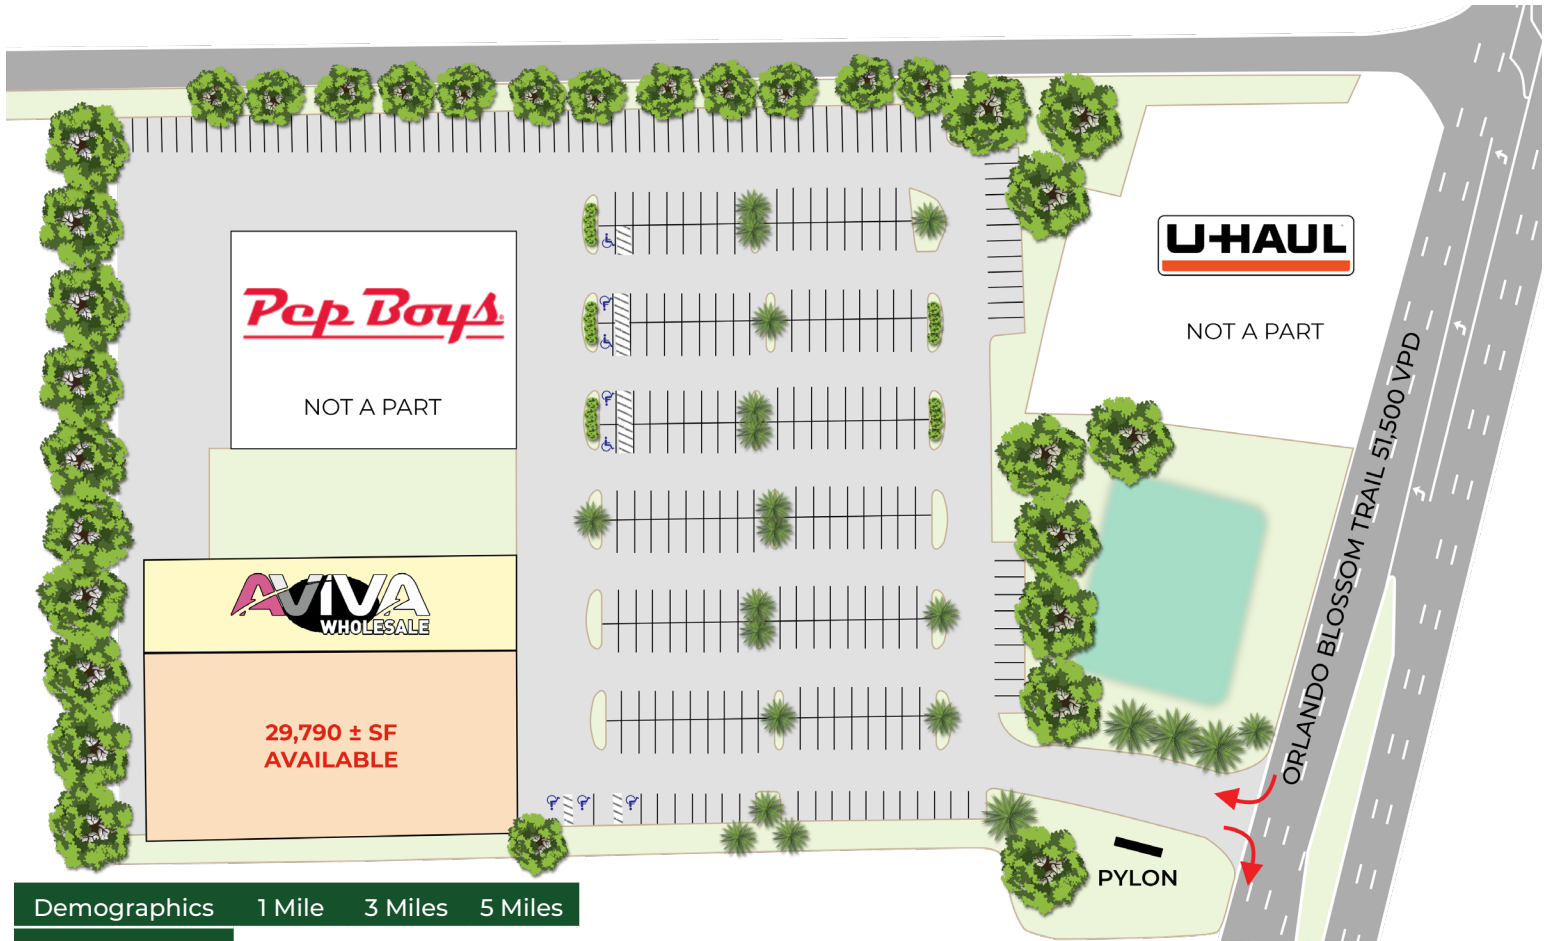 U-HAUL
NOT A PART
Pep Boys
NOT A PART
ORLANDO BLOSSOM TRAIL 51,500 VPD
AVIVA
WHOLESALE
29,790 ± SF
AVAILABLE
PYLON
Demographics 1 Mile 3 Miles 5 Miles